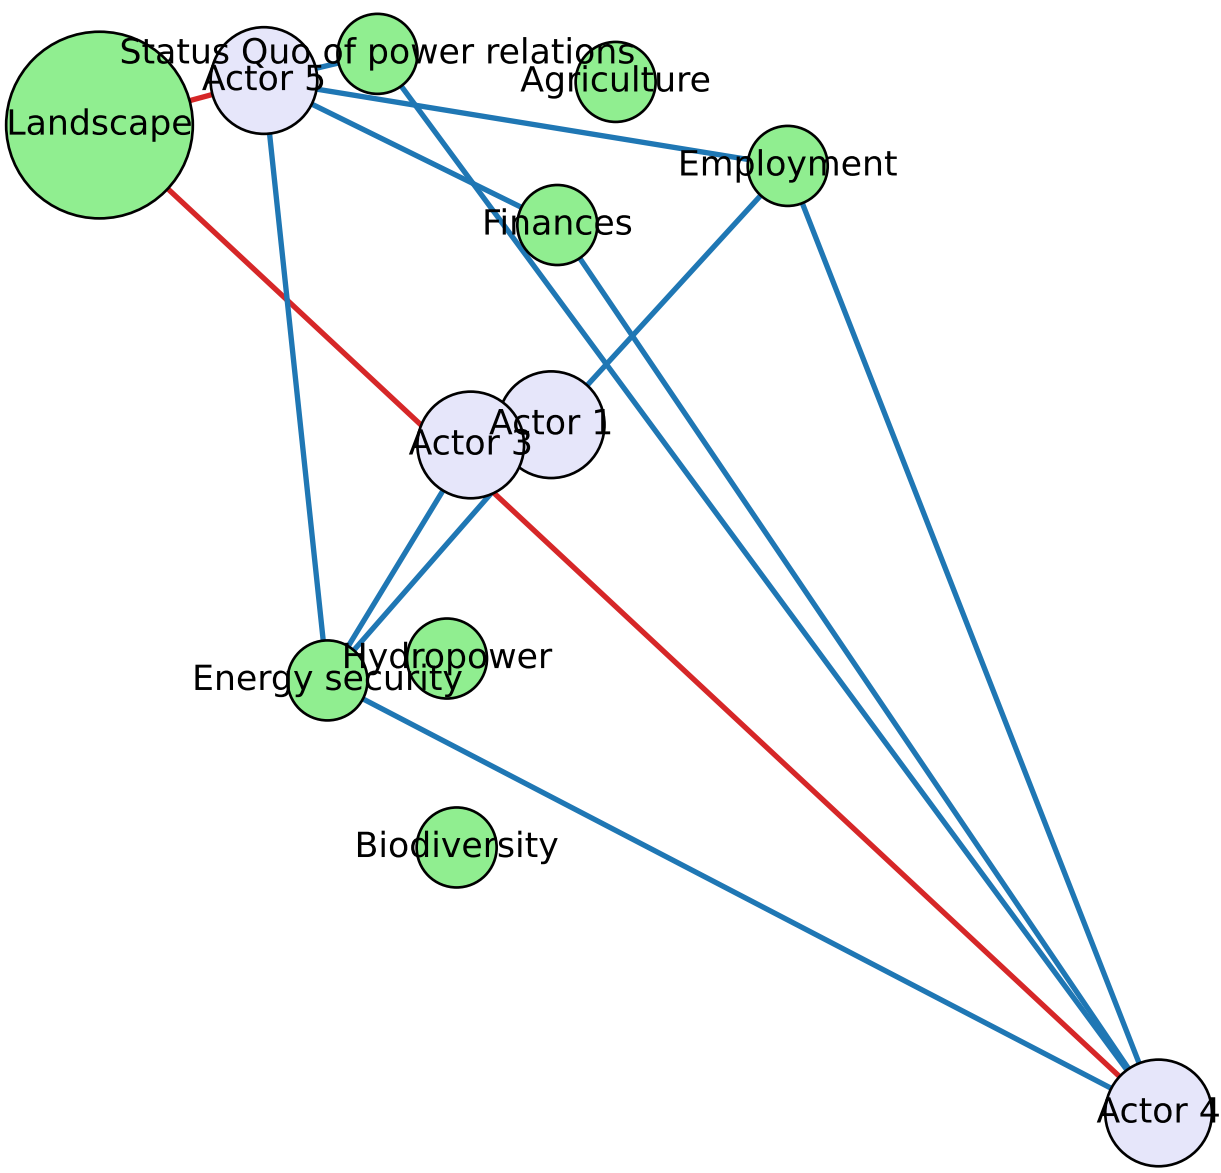 Status Quo of power relations
Actor 5
Agriculture
Landscape
Employment
Finances
Actor 1
Actor 3
Hydropower
Energy security
Biodiversity
Actor 4